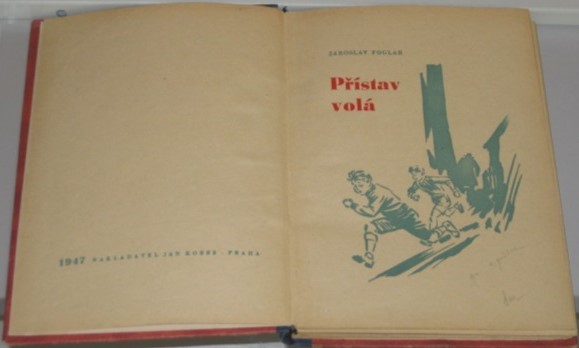 1947 NAKLADATEL JAN KOBES - PRAHA
JAROSLAV FOGLAR
Přístav
volá